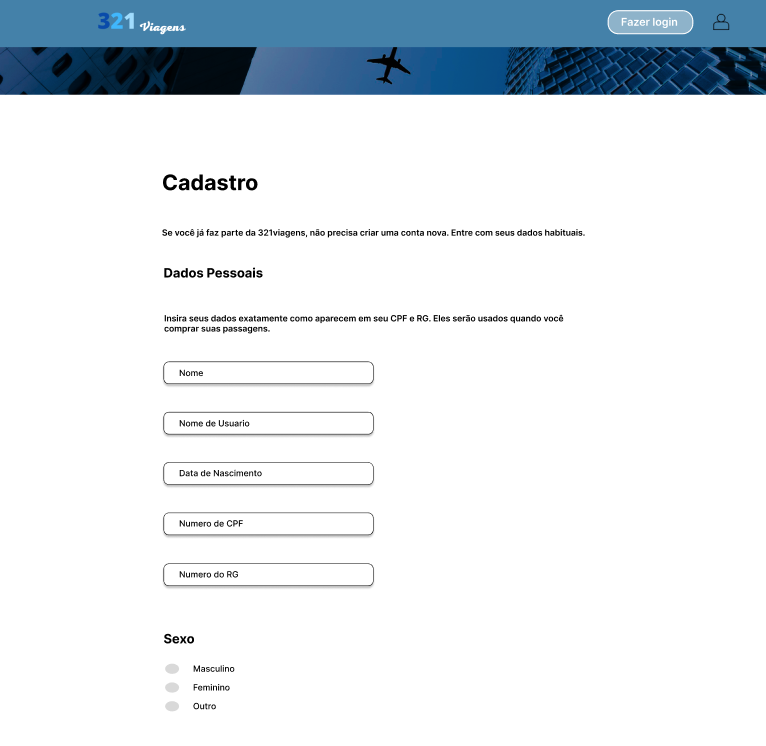 321 Viagens
Fazer login
Cadastro
Se você já faz parte da 321viagens, não precisa criar uma conta nova. Entre com seus dados habituais.
Dados Pessoais
Insira seus dados exatamente como aparecem em seu CPF e RG. Eles serão usados quando você
comprar suas passagens.
Nome
Nome de Usuario
Data de Nascimento
Numero de CPF
Numero do RG
Sexo
Masculino
Feminino
Outro